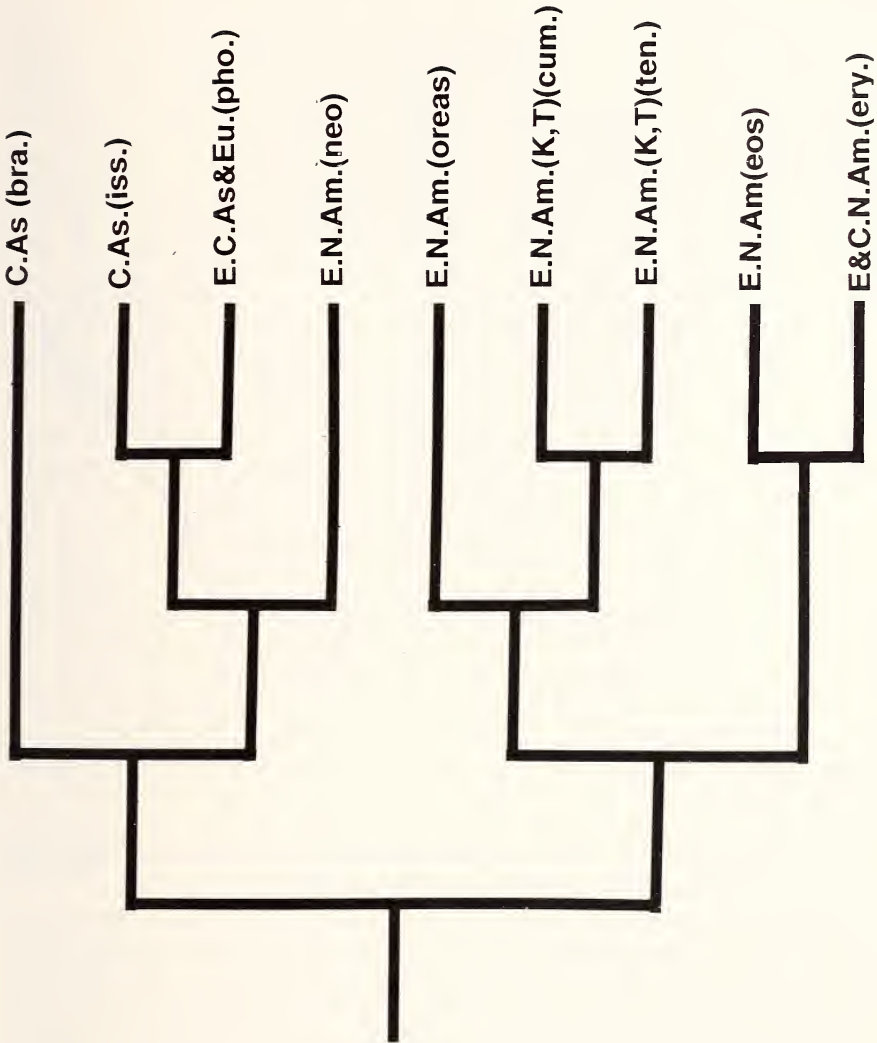 C.As (bra.)
C.As.(iss.)
E.C.As&Eu.(pho.)
E.N.Am.(neo)
E.N.Am.(oreas)
E.N.Am.(K,T)(cum.)
E.N.Am.(K,T)(ten.)
E.N.Am(eos)
E&C.N.Am.(ery.)